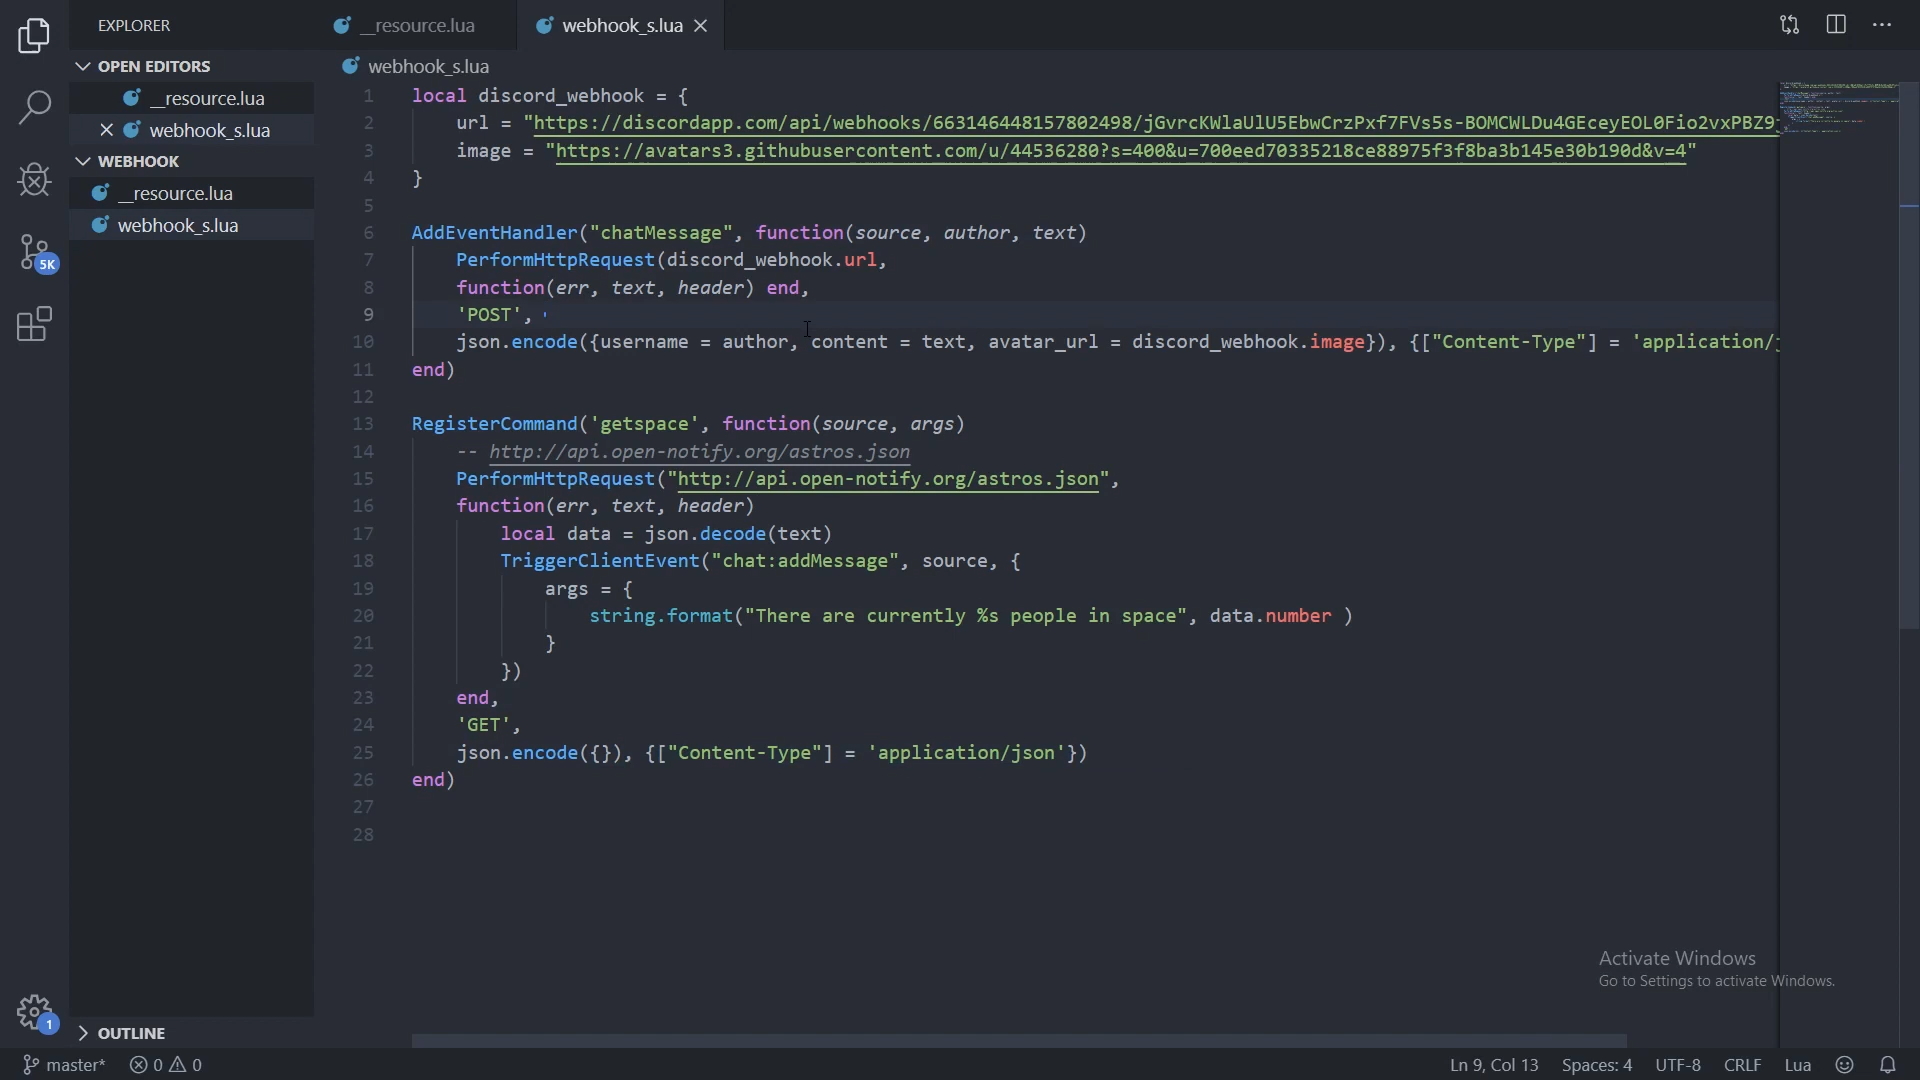 EXPLORER
__resource.lua
webhook_s.lua
OPEN EDITORS
__resource.lua
webhook_s.lua
WEBHOOK
__resource.lua
webhook_s.lua
5K
webhook_s.lua
1 local discord_webhook = {
2 url = "https://discordapp.com/api/webhooks/663146448157802498/jGvrcKWlaUlU5EbwCrzPxf7FVs5s-BOMCWLDu4GEceyEOL0Fio2vxPBZ9
3 image = "https://avatars3.githubusercontent.com/u/44536280?s=400&u=700eed70335218ce88975f3f8ba3b145e30b190d&v=4"
4 }
5
6 AddEventHandler("chatMessage", function(source, author, text)
7 PerformHttpRequest(discord_webhook.url,
8 function(err, text, header) end,
9 'POST',
10 json.encode({username = author, content = text, avatar_url = discord_webhook.image}), {["Content-Type"] = 'application/j
11 end)
12
13 RegisterCommand('getspace', function(source, args)
14 -- http://api.open-notify.org/astros.json
15 PerformHttpRequest("http://api.open-notify.org/astros.json",
16 function(err, text, header)
17 local data = json.decode(text)
18 TriggerClientEvent("chat:addMessage", source, {
19 args = {
20 string.format("There are currently %s people in space", data.number )
21 }
22 })
23 end,
24 'GET',
25 json.encode({}), {["Content-Type"] = 'application/json'})
26 end)
27
28
Activate Windows
Go to Settings to activate Windows.
1
OUTLINE
master* 0 0
Ln 9, Col 13 Spaces: 4 UTF-8 CRLF Lua